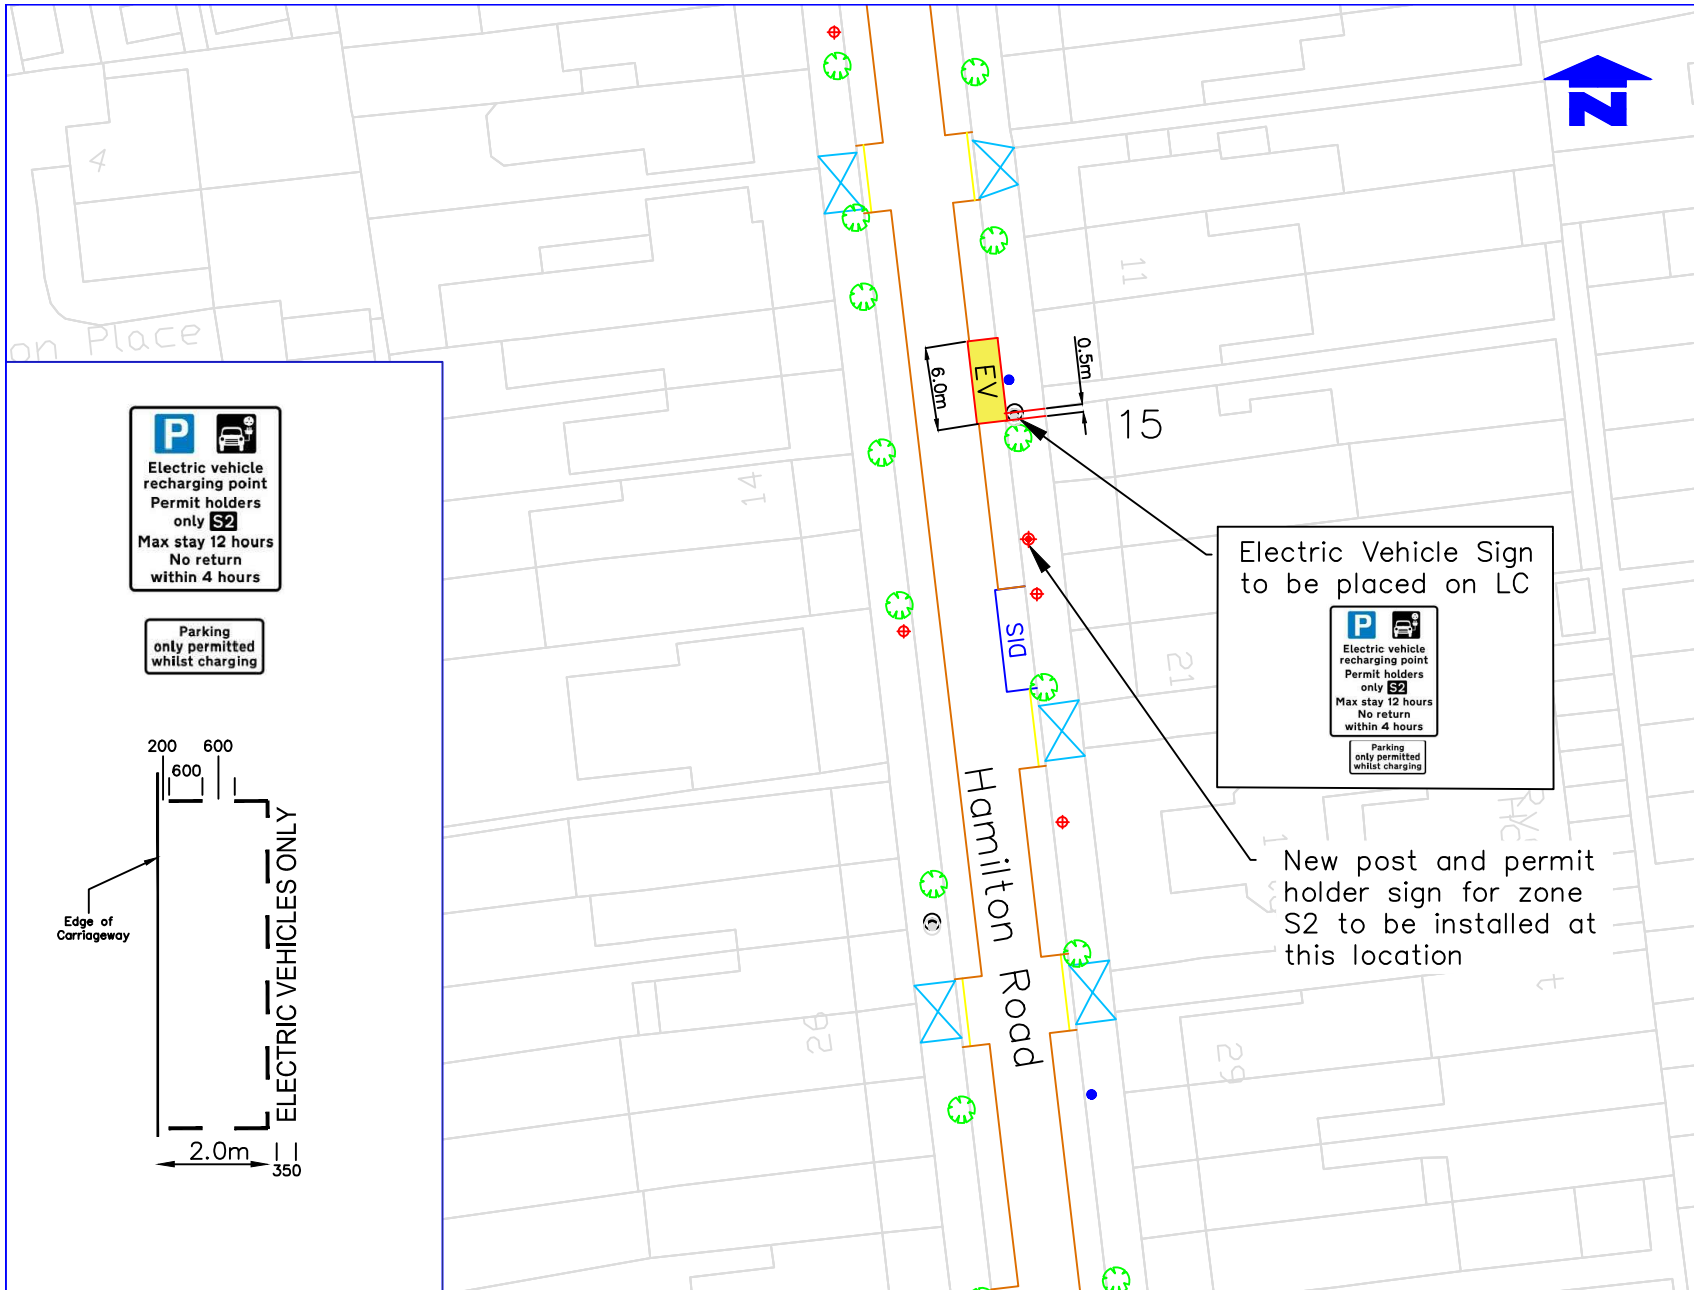 4
on Place
N
11
0.5m
6.0m
EV
15
14
P
Electric vehicle
recharging point
Permit holders
only S2
Max stay 12 hours
No return
within 4 hours
Parking
only permitted
whilst charging
Electric Vehicle Sign
to be placed on LC
P
Electric vehicle
recharging point
Permit holders
only S2
Max stay 12 hours
No return
within 4 hours
Parking
only permitted
whilst charging
DIS
21
200
600
600
ELECTRIC VEHICLES ONLY
Edge of
Carriageway
2.0m
350
Hamilton Road
New post and permit
holder sign for zone
S2 to be installed at
this location
26
29